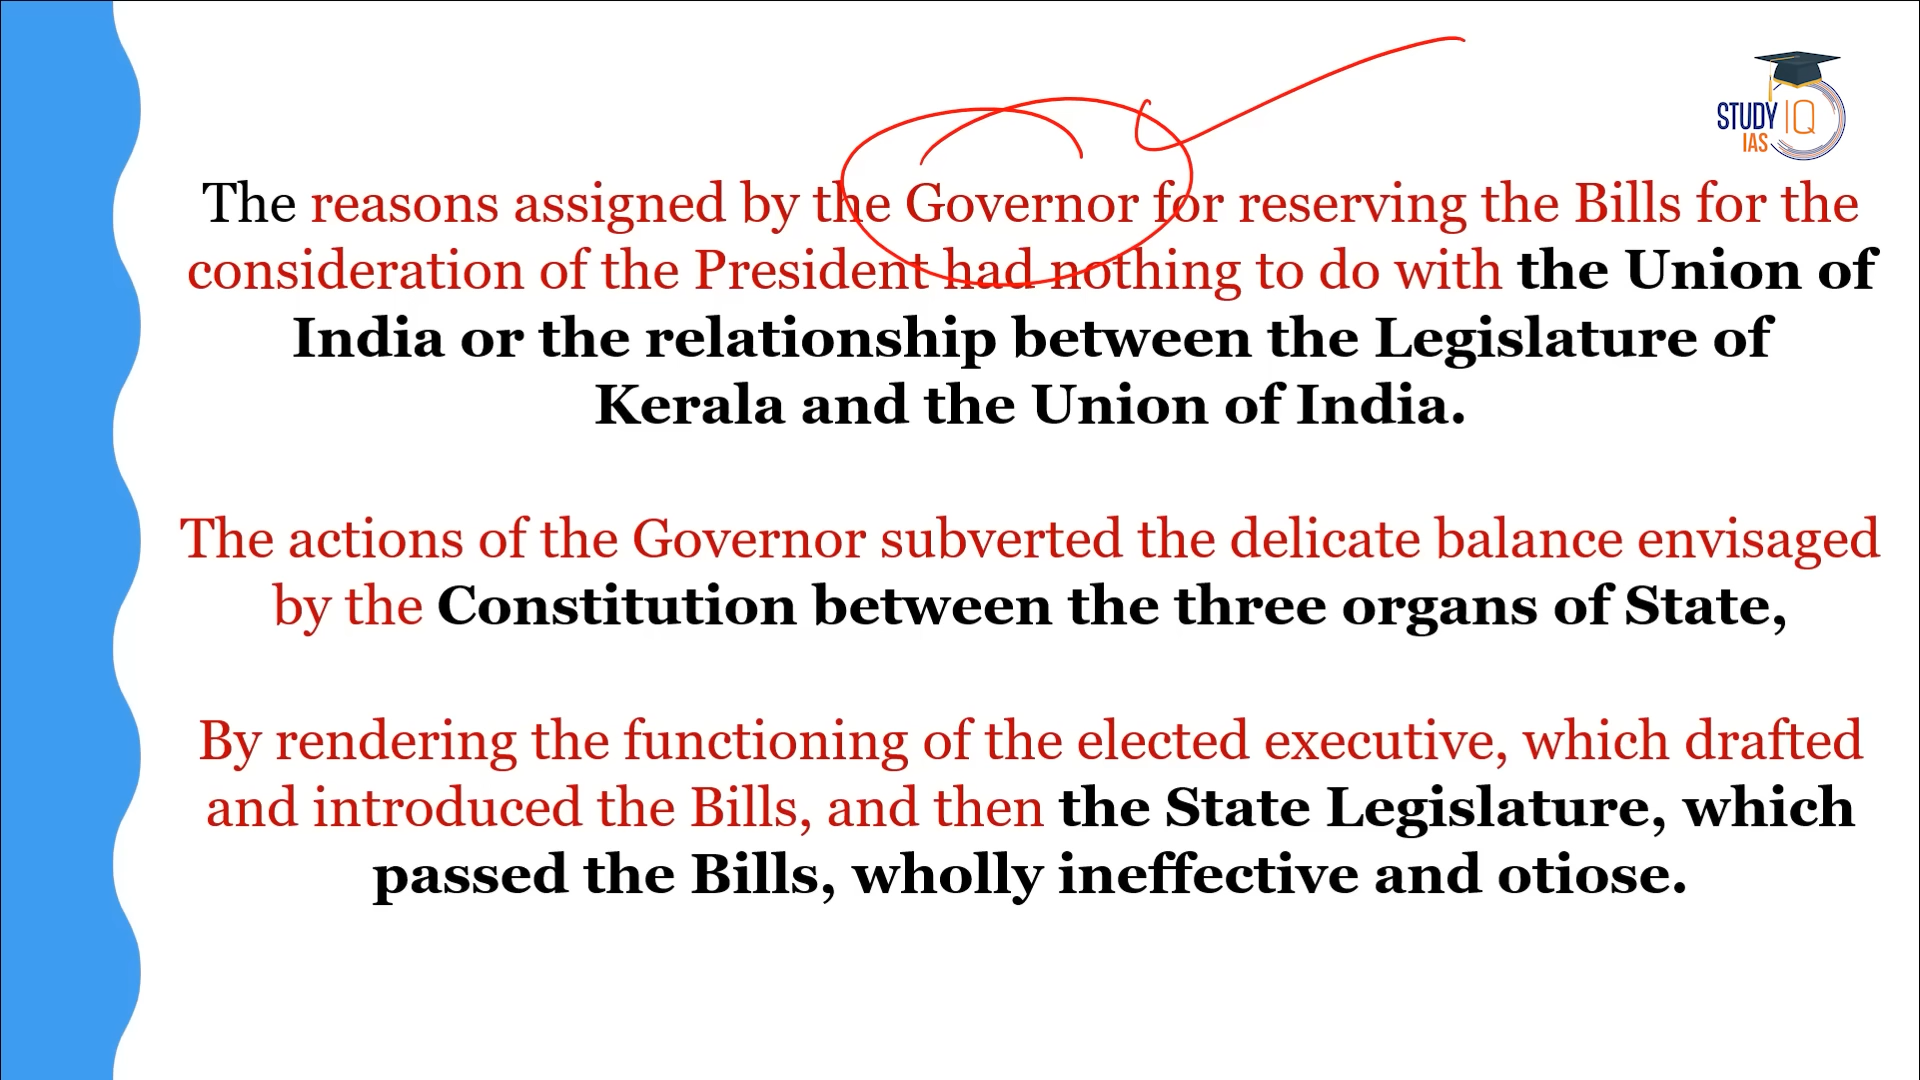 STUDY IQ
IAS
The reasons assigned by the Governor for reserving the Bills for the
consideration of the President had nothing to do with the Union of
India or the relationship between the Legislature of
Kerala and the Union of India.
The actions of the Governor subverted the delicate balance envisaged
by the Constitution between the three organs of State,
By rendering the functioning of the elected executive, which drafted
and introduced the Bills, and then the State Legislature, which
passed the Bills, wholly ineffective and otiose.